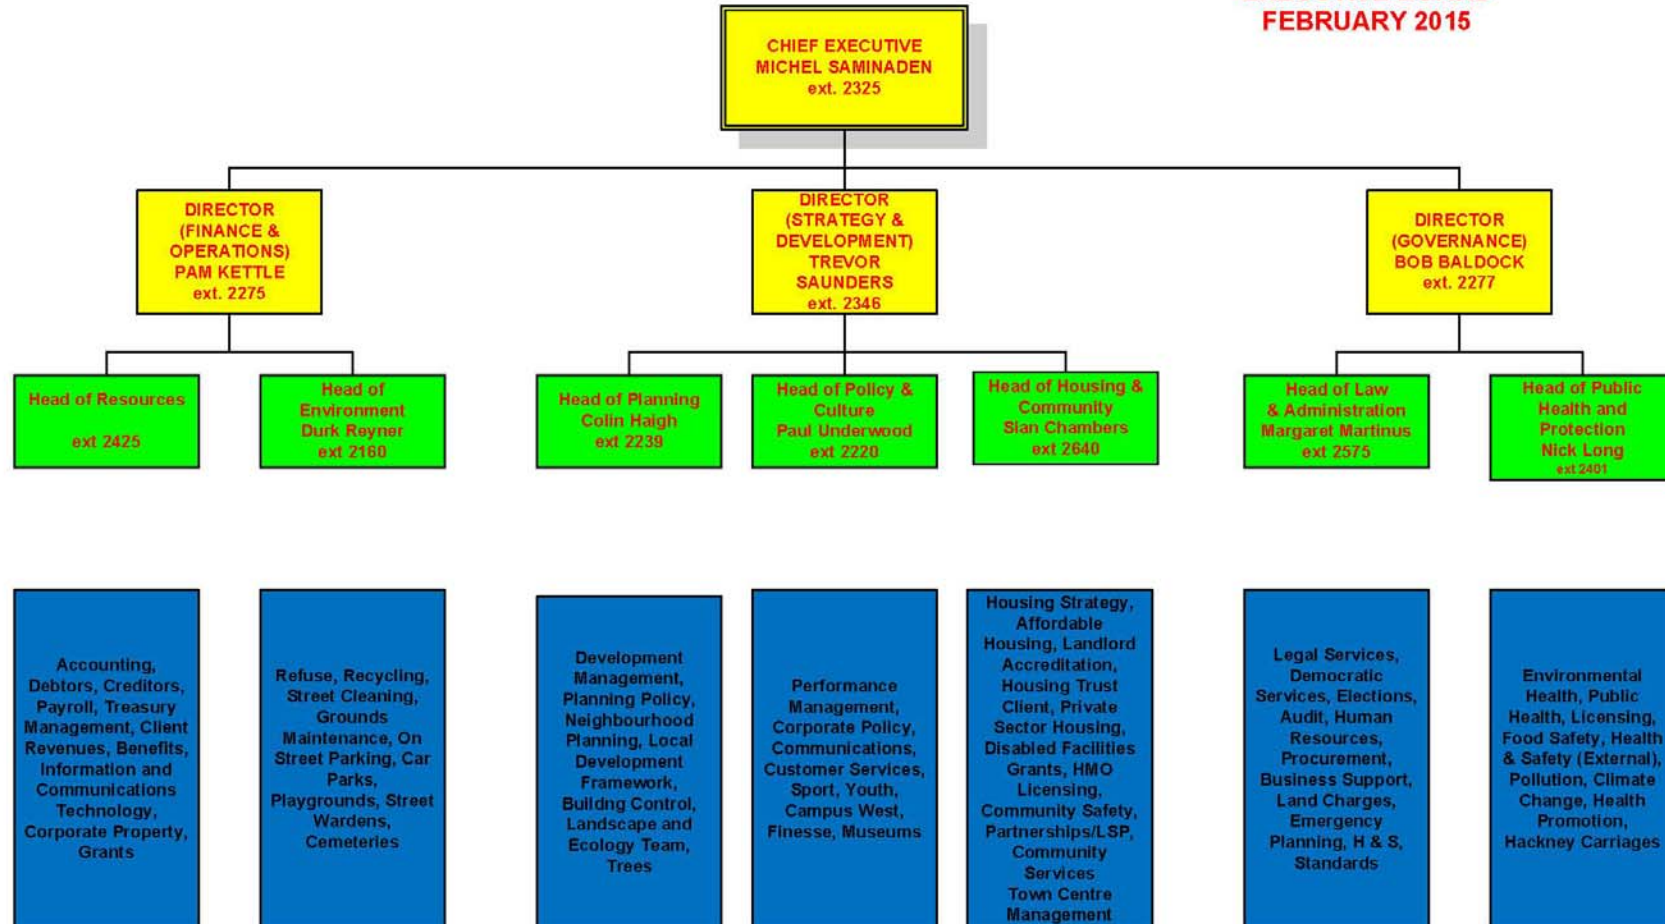 FEBRUARY 2015
CHIEF EXECUTIVE
MICHEL SAMINADEN
ext. 2325
DIRECTOR
(FINANCE &
OPERATIONS)
PAM KETTLE
ext. 2275
DIRECTOR
(STRATEGY &
DEVELOPMENT)
TREVOR
SAUNDERS
ext. 2346
DIRECTOR
(GOVERNANCE)
BOB BALDOCK
ext. 2277
Head of Resources
ext 2425
Head of
Environment
Durk Reyner
ext 2160
Head of Planning
Colin Haigh
ext 2239
Head of Policy &
Culture
Paul Underwood
ext 2220
Head of Housing &
Community
Sian Chambers
ext 2640
Head of Law
& Administration
Margaret Martinus
ext 2575
Head of Public
Health and
Protection
Nick Long
ext 2401
Accounting,
Debtors, Creditors,
Payroll, Treasury
Management, Client
Revenues, Benefits,
Information and
Communications
Technology,
Corporate Property,
Grants
Refuse, Recycling,
Street Cleaning,
Grounds
Maintenance, On
Street Parking, Car
Parks,
Playgrounds, Street
Wardens,
Cemeteries
Development
Management,
Planning Policy,
Neighbourhood
Planning, Local
Development
Framework,
Building Control,
Landscape and
Ecology Team,
Trees
Performance
Management,
Corporate Policy,
Communications,
Customer Services,
Sport, Youth,
Campus West,
Finesse, Museums
Housing Strategy,
Affordable
Housing, Landlord
Accreditation,
Housing Trust
Client, Private
Sector Housing,
Disabled Facilities
Grants, HMO
Licensing,
Community Safety,
Partnerships/LSP,
Community
Services
Town Centre
Management
Legal Services,
Democratic
Services, Elections,
Audit, Human
Resources,
Procurement,
Business Support,
Land Charges,
Emergency
Planning, H & S,
Standards
Environmental
Health, Public
Health, Licensing,
Food Safety, Health
& Safety (External),
Pollution, Climate
Change, Health
Promotion,
Hackney Carriages